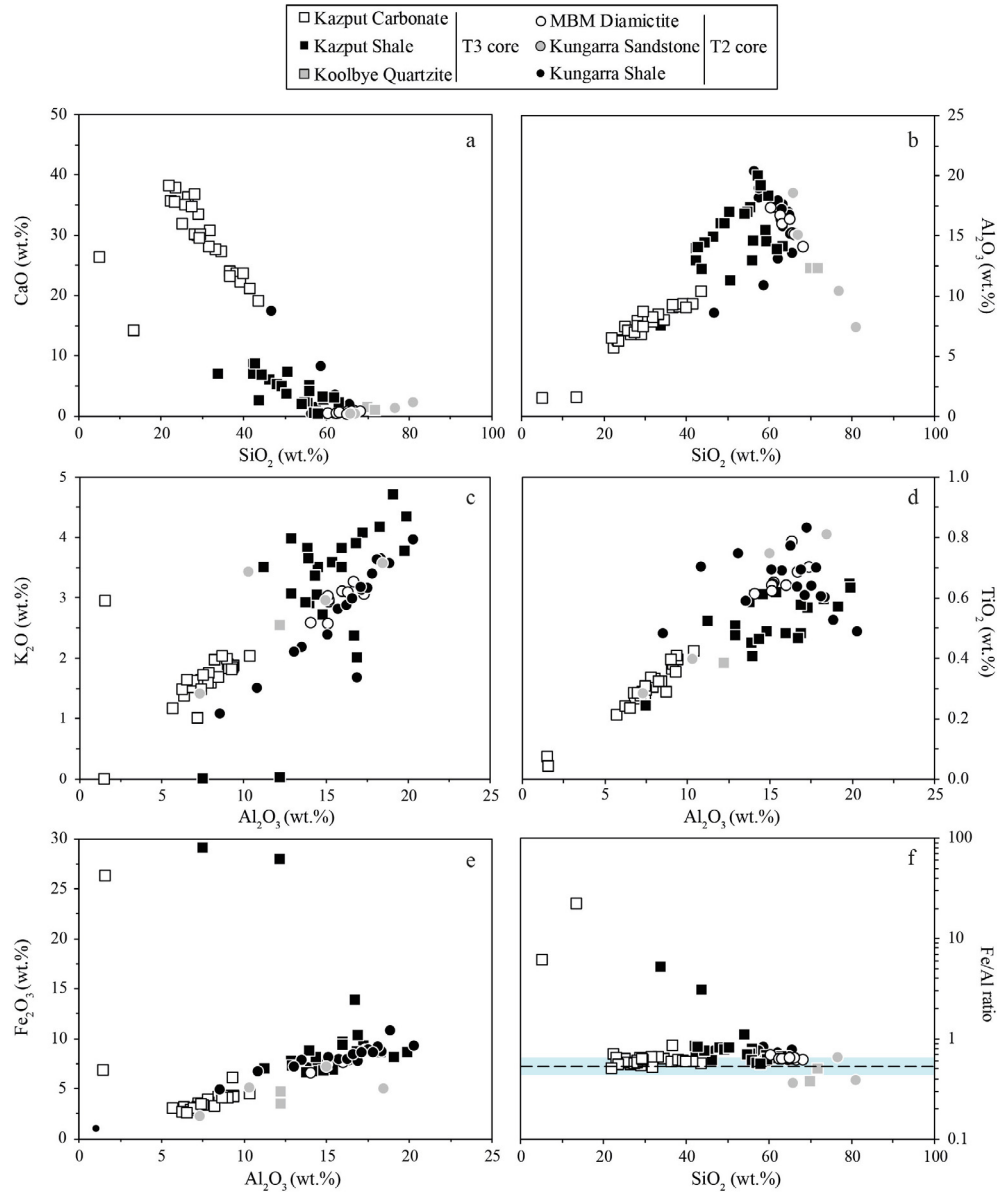 Kazput Carbonate
Kazput Shale
Koolbye Quartzite
T3 core
MBM Diamictite
Kungarra Sandstone
Kungarra Shale
T2 core
a
50
40
30
20
10
0
CaO (wt.%)
0 20 40 60 80 100
SiO2 (wt.%)
b
25
20
15
10
5
0
Al2O3 (wt.%)
0 20 40 60 80 100
SiO2 (wt.%)
c
5
4
3
2
1
0
K2O (wt.%)
0 5 10 15 20 25
Al2O3 (wt.%)
d
1.0
0.8
0.6
0.4
0.2
0.0
TiO2 (wt.%)
0 5 10 15 20 25
Al2O3 (wt.%)
e
30
25
20
15
10
5
0
Fe2O3 (wt.%)
0 5 10 15 20 25
Al2O3 (wt.%)
f
100
10
1
0.1
Fe/Al ratio
0 20 40 60 80 100
SiO2 (wt.%)